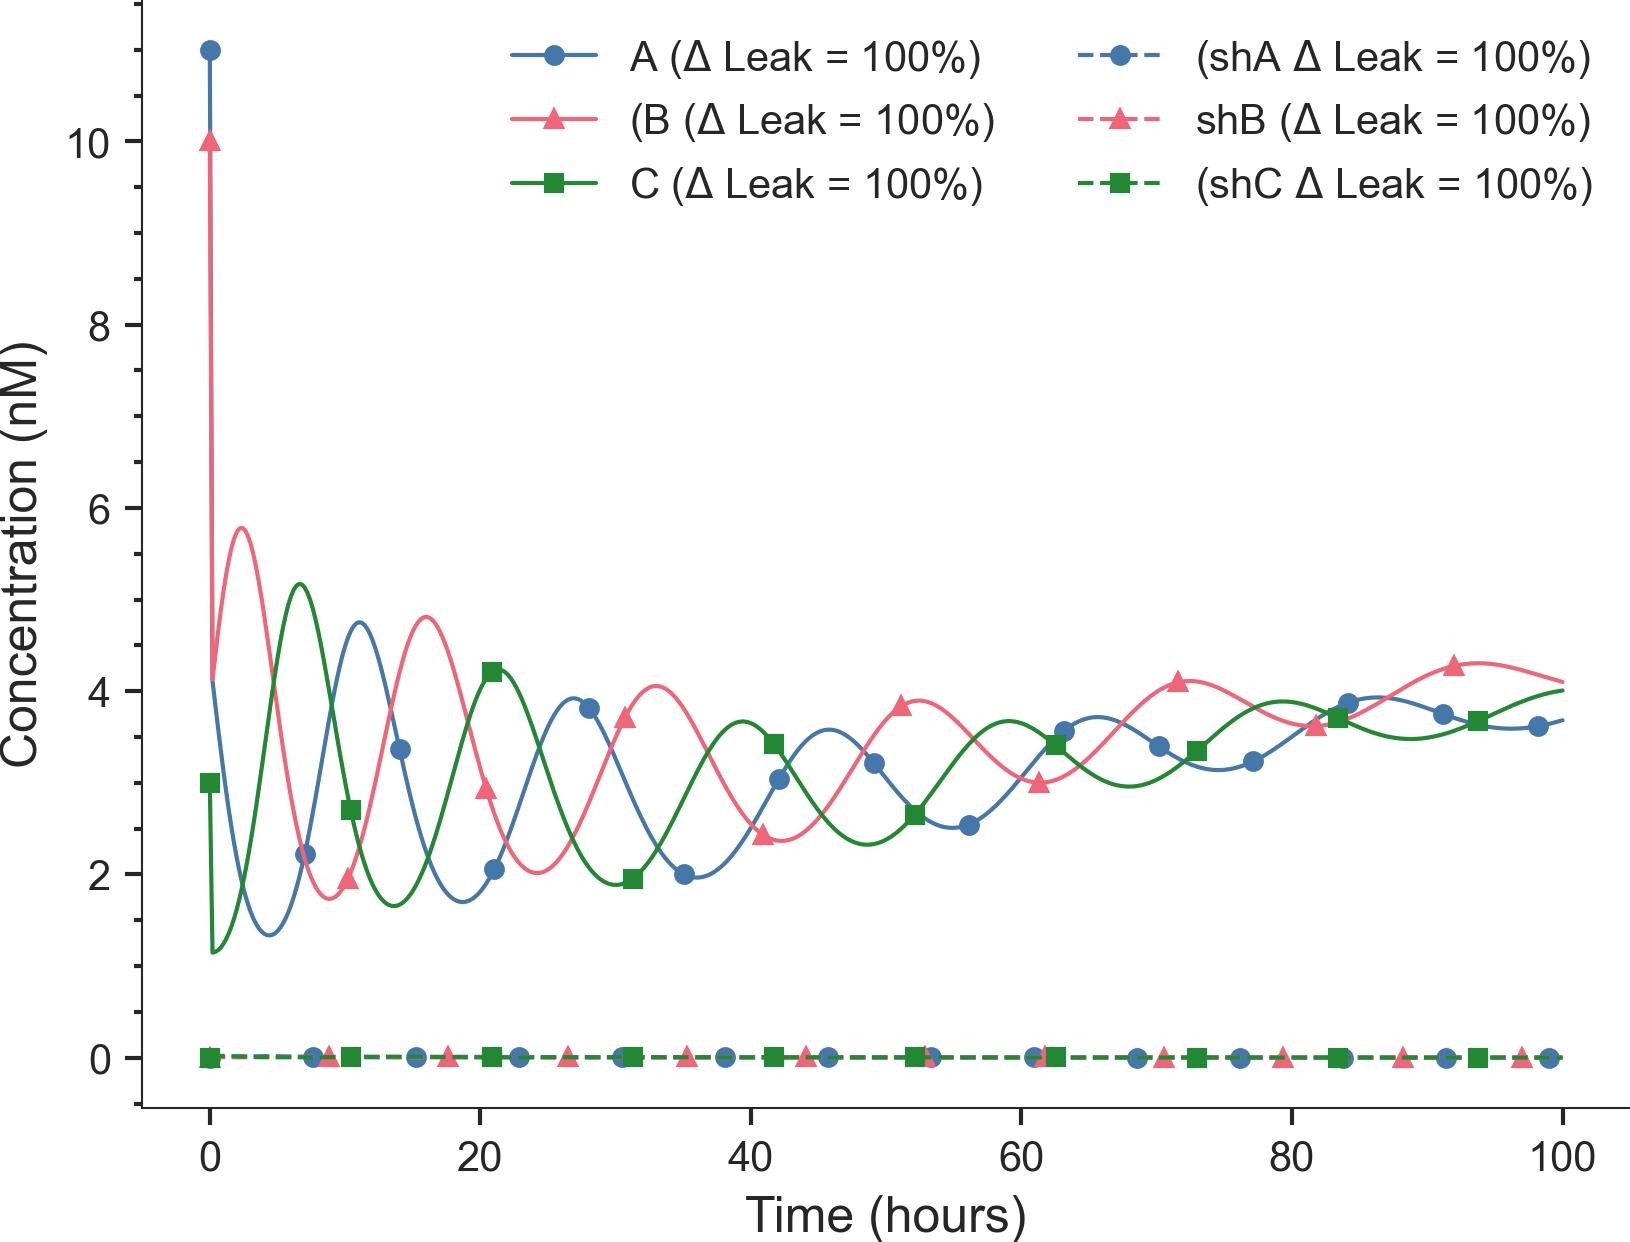 A (Δ Leak = 100%)
(B (Δ Leak = 100%)
C (Δ Leak = 100%)
(shA Δ Leak = 100%)
shB (Δ Leak = 100%)
(shC Δ Leak = 100%)
Concentration (nM)
10
8
6
4
2
0
0
20
40
60
80
100
Time (hours)